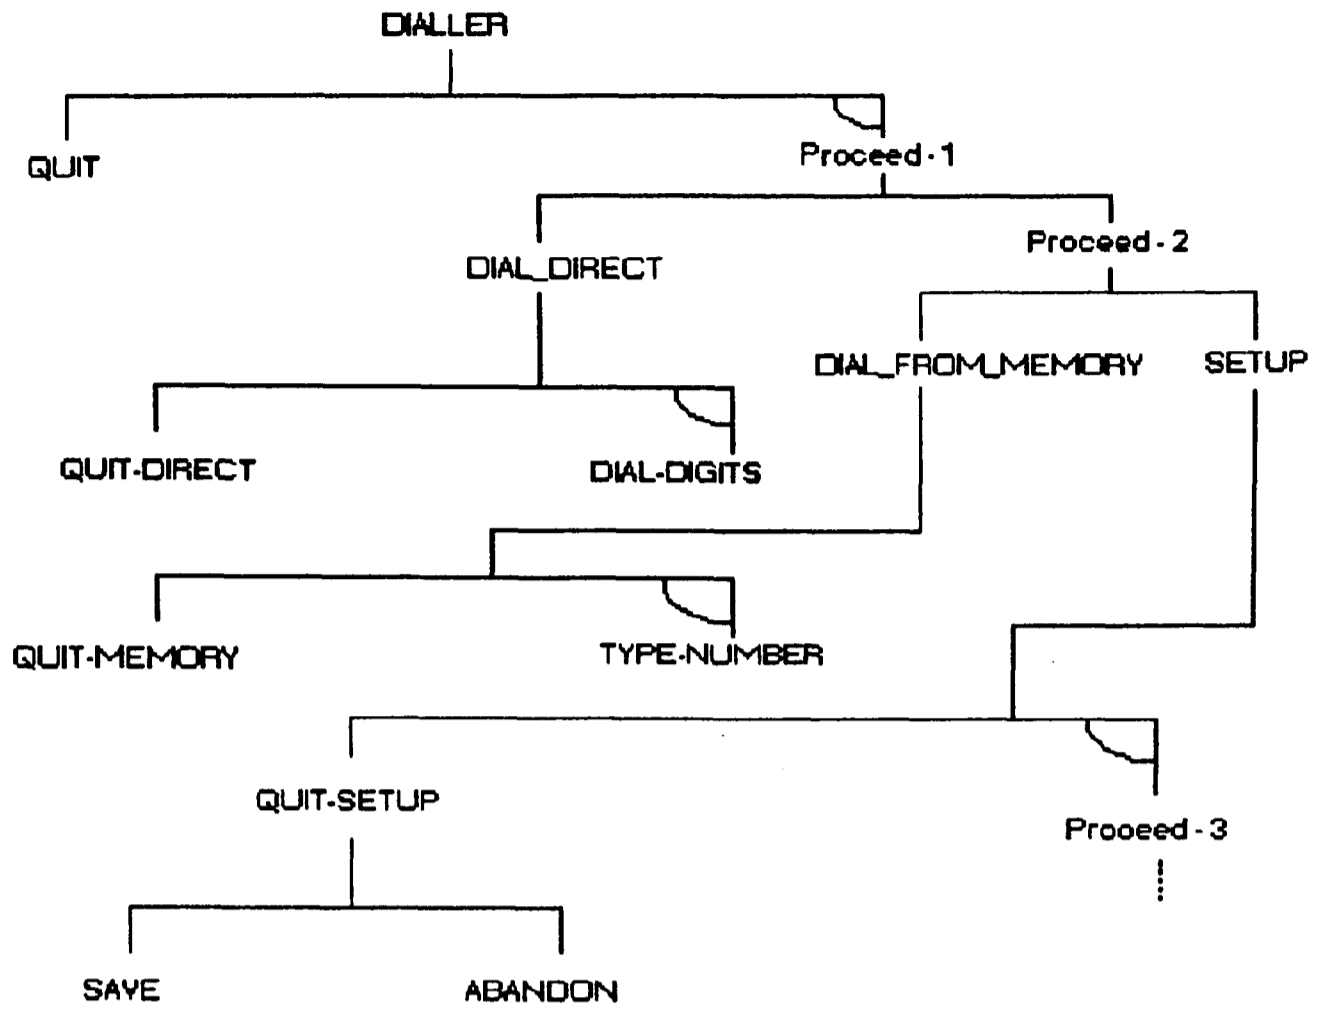 DIALLER
QUIT
Proceed - 1
DIAL_DIRECT
Proceed - 2
DIAL_FROM_MEMORY
SETUP
QUIT-DIRECT
DIAL-DIGITS
QUIT-MEMORY
TYPE-NUMBER
QUIT-SETUP
Proceed - 3
SAVE
ABANDON